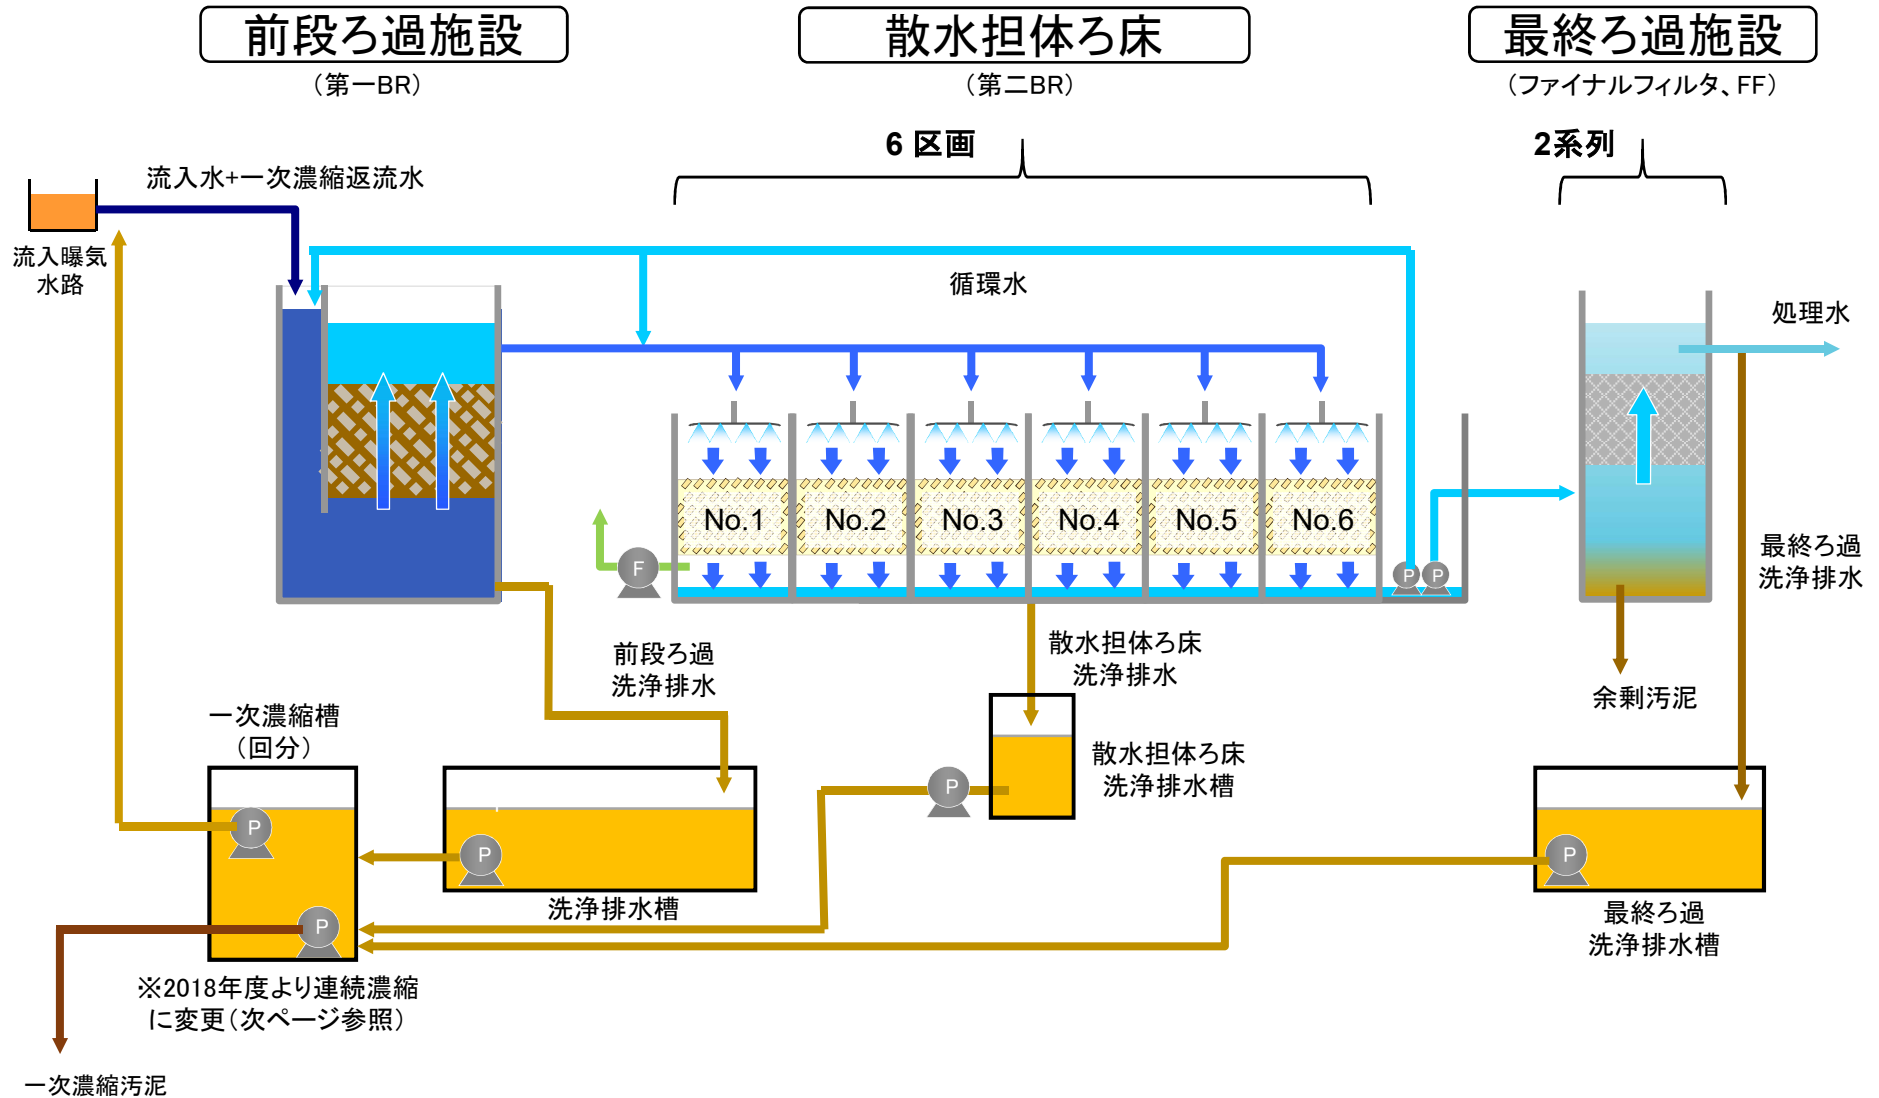 前段ろ過施設
（第一BR）
散水担体ろ床
（第二BR）
最終ろ過施設
（ファイナルフィルタ、FF）
6 区画
2系列
流入水+一次濃縮返流水
流入曝気
水路
循環水
処理水
No.1
No.2
No.3
No.4
No.5
No.6
F
P
P
最終ろ過
洗浄排水
前段ろ過
洗浄排水
散水担体ろ床
洗浄排水
余剰汚泥
一次濃縮槽
（回分）
散水担体ろ床
洗浄排水槽
P
P
P
P
P
洗浄排水槽
最終ろ過
洗浄排水槽
※2018年度より連続濃縮
に変更（次ページ参照）
一次濃縮汚泥